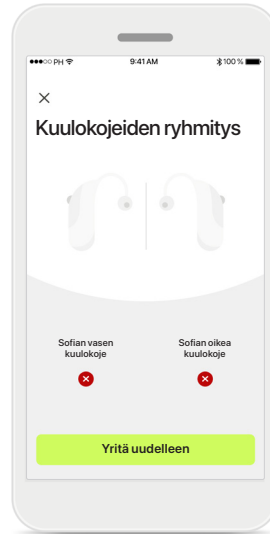 PH 9:41 AM 100 %
Kuulokojeiden ryhmitys
Sofian vasen
kuulokoje
Sofian oikea
kuulokoje
Yritä uudelleen